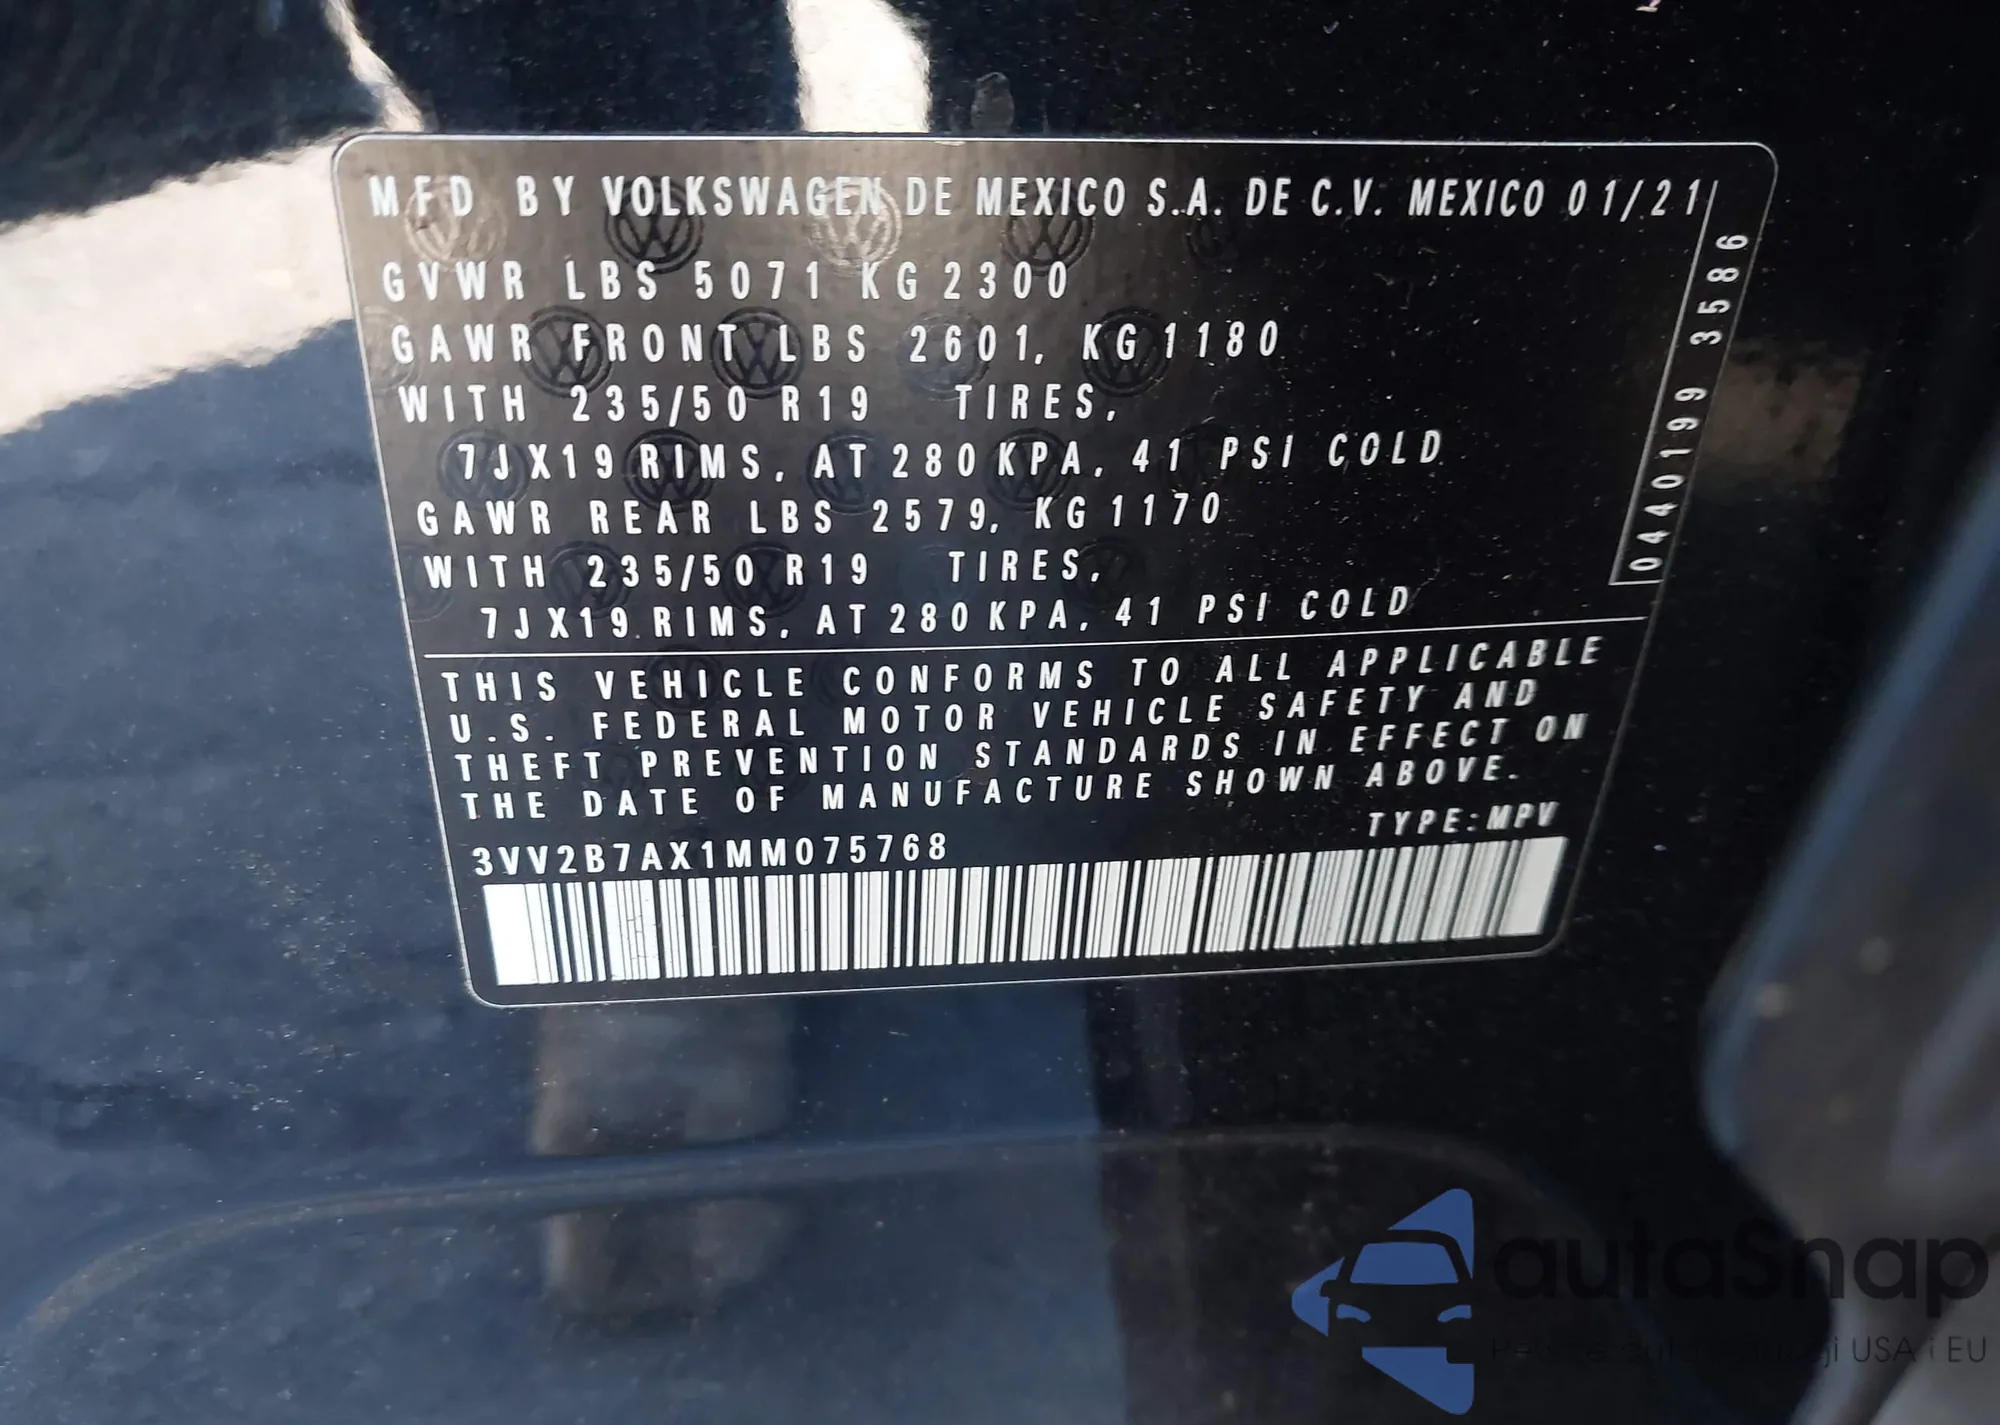 MFD BY VOLKSWAGEN DE MEXICO S.A. DE C.V. MEXICO 01/21
GVWR LBS 5071 KG 2300
GAWR FRONT LBS 2601, KG 1180
WITH 235/50 R19 TIRES,
7JX19 RIMS, AT 280 KPA, 41 PSI COLD
GAWR REAR LBS 2579, KG 1170
WITH 235/50 R19 TIRES,
7JX19 RIMS, AT 280 KPA, 41 PSI COLD
0440199 3586
THIS VEHICLE CONFORMS TO ALL APPLICABLE
U.S. FEDERAL MOTOR VEHICLE SAFETY AND
THEFT PREVENTION STANDARDS IN EFFECT ON
THE DATE OF MANUFACTURE SHOWN ABOVE.
3VV2B7AX1MM075768 TYPE:MPV
autaSnap
USA i EU